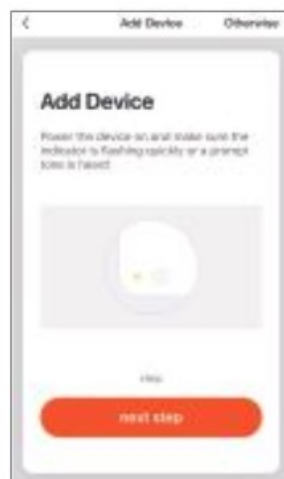 < Add Device Otherwise
Add Device
Power the device on and make sure the
indicator is flashing quickly or a prompt
tone is heard
Help
next step